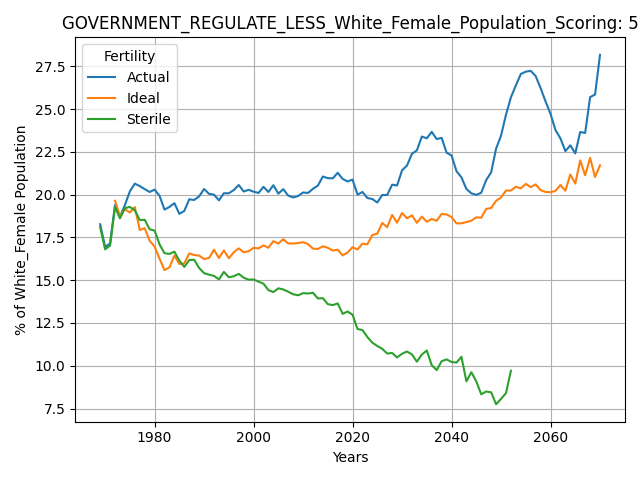 GOVERNMENT_REGULATE_LESS_White_Female_Population_Scoring: 5
Fertility
Actual
Ideal
Sterile
% of White_Female Population
27.5
25.0
22.5
20.0
17.5
15.0
12.5
10.0
7.5
1980 2000 2020 2040 2060
Years